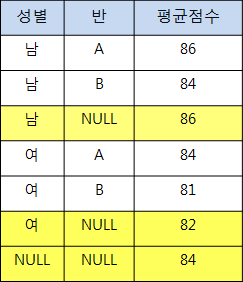 성별 반 평균점수
남 A 86
남 B 84
남 NULL 86
여 A 84
여 B 81
여 NULL 82
NULL NULL 84